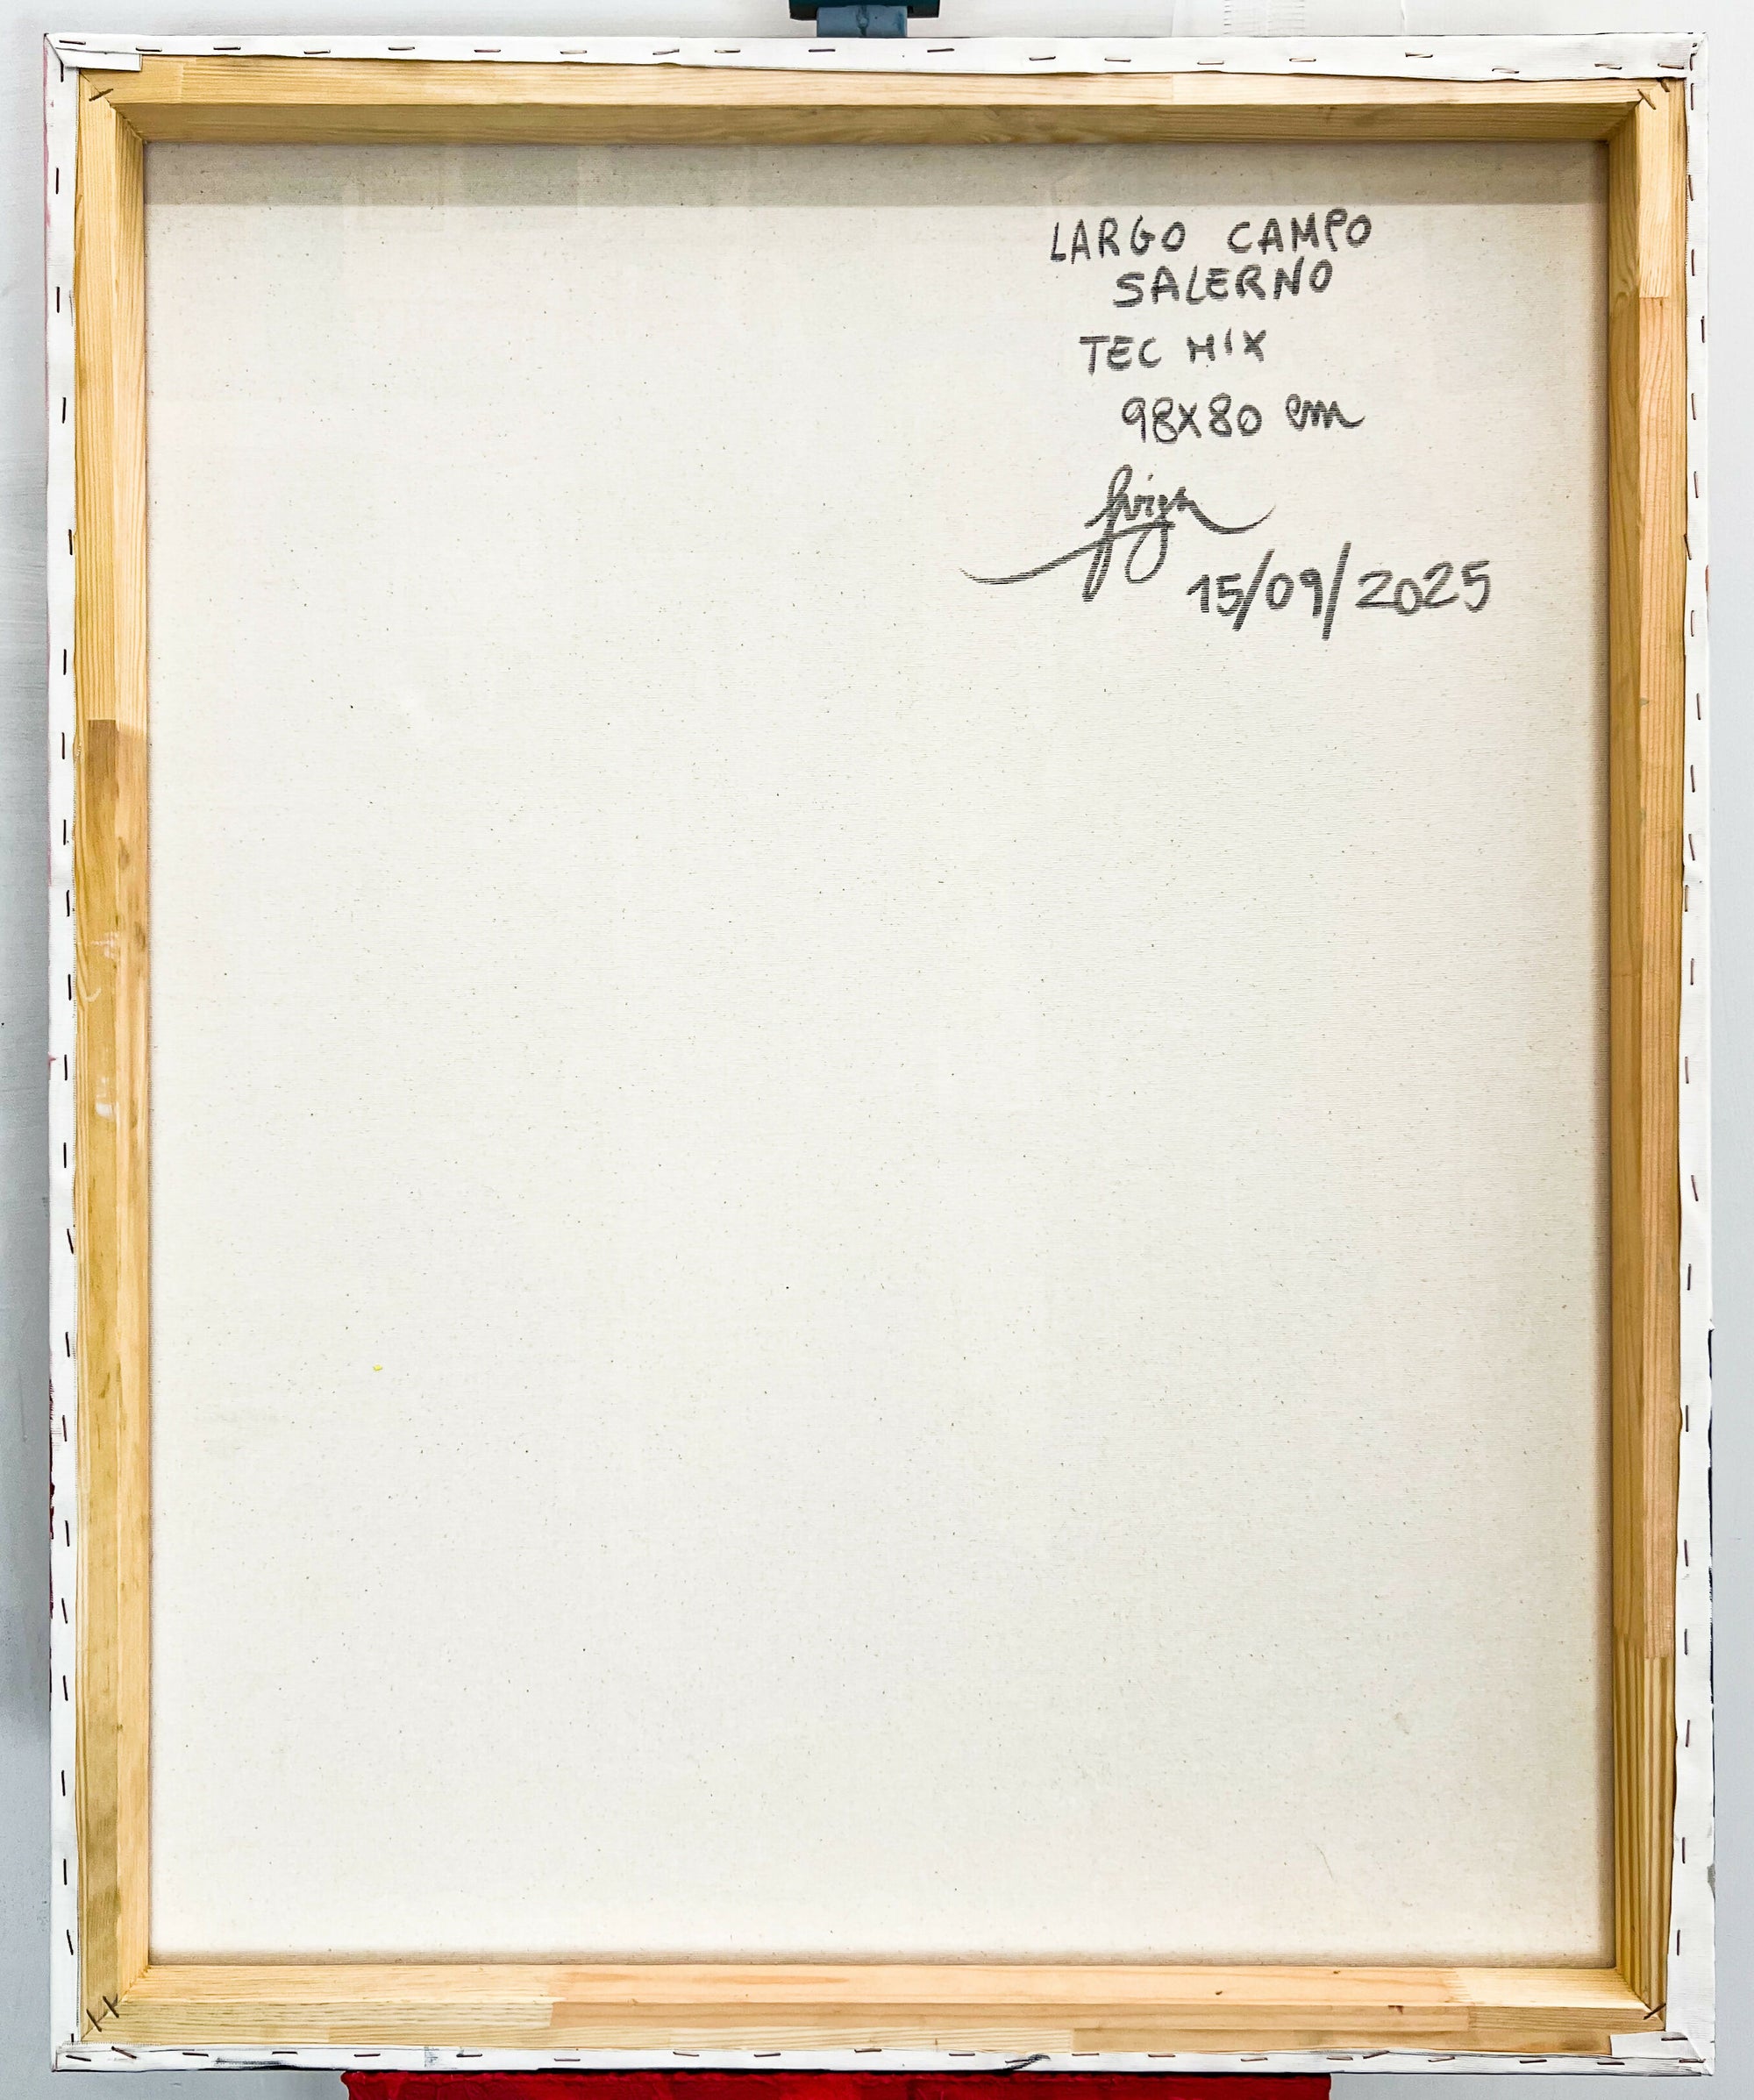 LARGO CAMPO
SALERNO
TEC MIX
98X80 cm
15/09/2025